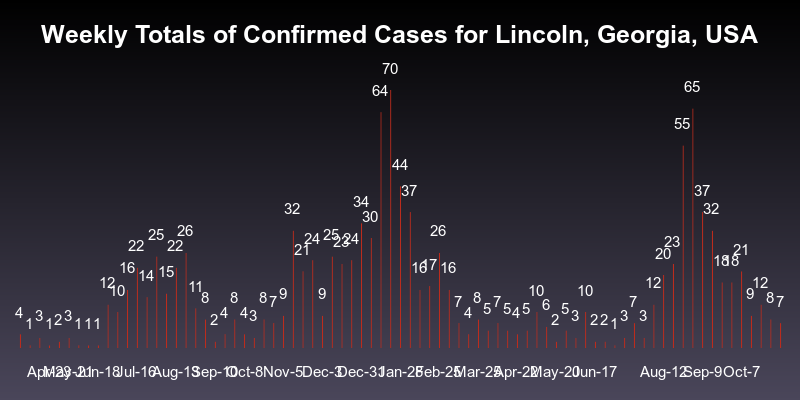 Weekly Totals of Confirmed Cases for Lincoln, Georgia, USA
4 1 3 1 2 3 1 1 1 12 10 16 22 14 25 15 22 26 11 8 2 4 8 4 3 8 7 9 32 21 24 9 25 23 24 34 30 64 70 44 37 16 17 26 16 7 4 8 5 7 5 4 5 10 6 2 5 3 10 2 2 1 3 7 3 12 20 23 55 65 37 32 18 18 21 9 12 8 7
Apr-23 May-21 Jun-18 Jul-16 Aug-13 Sep-10 Oct-8 Nov-5 Dec-3 Dec-31 Jan-28 Feb-25 Mar-25 Apr-22 May-20 Jun-17 Aug-12 Sep-9 Oct-7